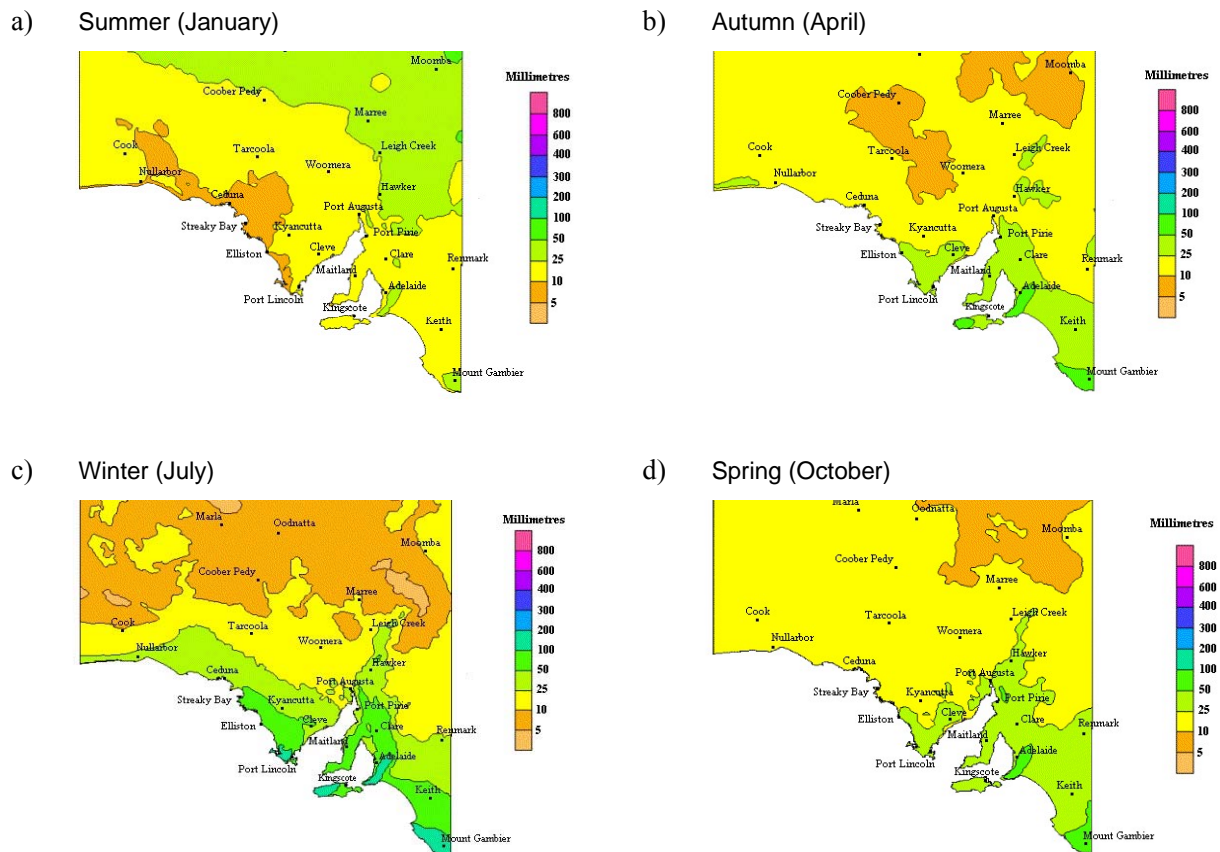 a) Summer (January)
Moomba
Coober Pedy
Marree
Cook
Tarcoola
Leigh Creek
Woomera
Nullarbor
Hawker
Ceduna
Port Augusta
Streaky Bay
Kyancutta
Port Pirie
Elliston
Cleve
Clare
Maitland
Renmark
Port Lincoln
Adelaide
Kingscote
Keith
Mount Gambier
Millimetres
800
600
400
300
200
100
50
25
10
5
b) Autumn (April)
Moomba
Coober Pedy
Marree
Cook
Tarcoola
Leigh Creek
Woomera
Nullarbor
Hawker
Ceduna
Port Augusta
Streaky Bay
Kyancutta
Port Pirie
Elliston
Cleve
Clare
Maitland
Renmark
Port Lincoln
Adelaide
Kingscote
Keith
Mount Gambier
Millimetres
800
600
400
300
200
100
50
25
10
5
c) Winter (July)
Marla
Oodnatta
Moomba
Coober Pedy
Marree
Cook
Tarcoola
Leigh Creek
Woomera
Nullarbor
Hawker
Ceduna
Port Augusta
Streaky Bay
Kyancutta
Port Pirie
Elliston
Cleve
Clare
Renmark
Maitland
Port Lincoln
Adelaide
Kingscote
Keith
Mount Gambier
Millimetres
800
600
400
300
200
100
50
25
10
5
d) Spring (October)
Marla
Oodnatta
Moomba
Coober Pedy
Marree
Cook
Tarcoola
Leigh Creek
Woomera
Nullarbor
Hawker
Ceduna
Port Augusta
Streaky Bay
Kyancutta
Port Pirie
Elliston
Cleve
Clare
Renmark
Maitland
Port Lincoln
Adelaide
Kingscote
Keith
Mount Gambier
Millimetres
800
600
400
300
200
100
50
25
10
5